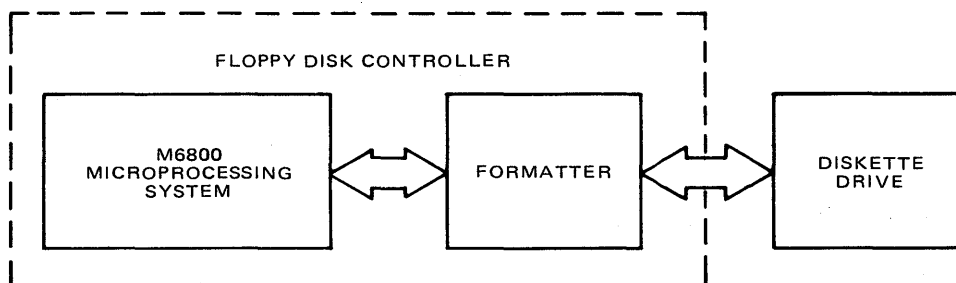 FLOPPY DISK CONTROLLER
M6800
MICROPROCESSING
SYSTEM
FORMATTER
DISKETTE
DRIVE